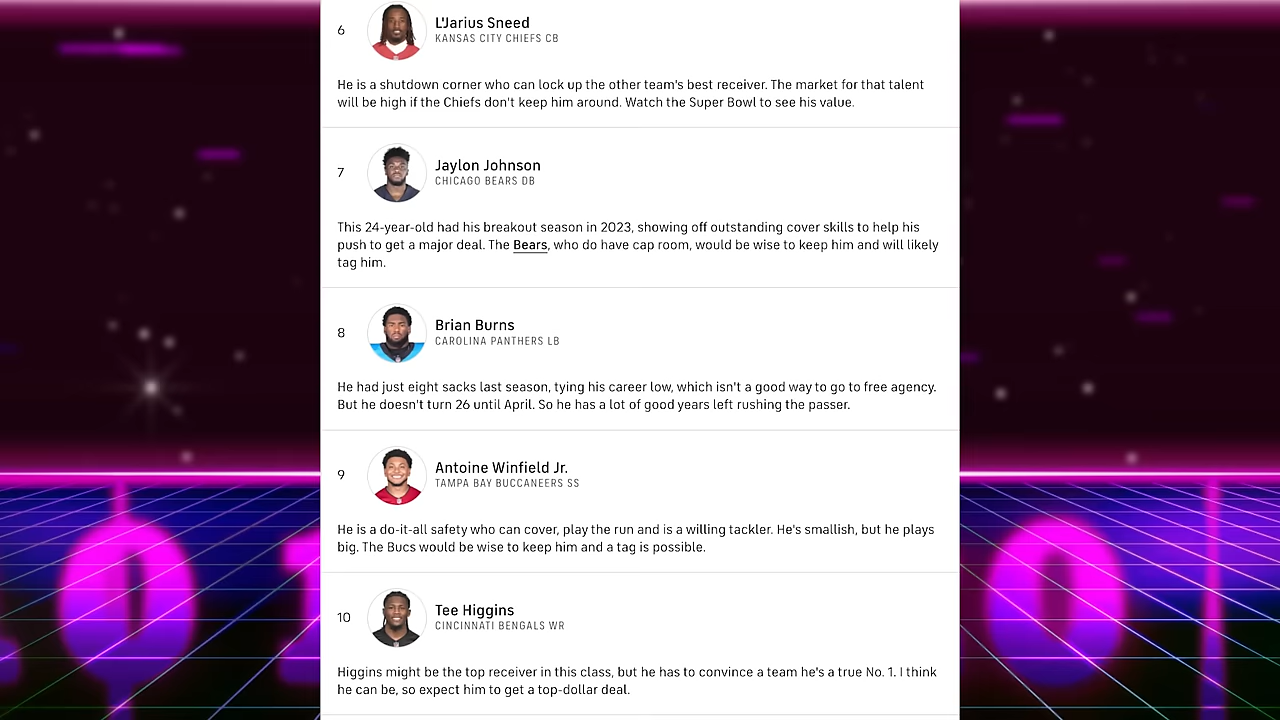 6
L'Jarius Sneed
KANSAS CITY CHIEFS CB
He is a shutdown corner who can lock up the other team's best receiver. The market for that talent
will be high if the Chiefs don't keep him around. Watch the Super Bowl to see his value.
7
Jaylon Johnson
CHICAGO BEARS DB
This 24-year-old had his breakout season in 2023, showing off outstanding cover skills to help his
push to get a major deal. The Bears, who do have cap room, would be wise to keep him and will likely
tag him.
8
Brian Burns
CAROLINA PANTHERS LB
He had just eight sacks last season, tying his career low, which isn't a good way to go to free agency.
But he doesn't turn 26 until April. So he has a lot of good years left rushing the passer.
9
Antoine Winfield Jr.
TAMPA BAY BUCCANEERS SS
He is a do-it-all safety who can cover, play the run and is a willing tackler. He's smallish, but he plays
big. The Bucs would be wise to keep him and a tag is possible.
10
Tee Higgins
CINCINNATI BENGALS WR
Higgins might be the top receiver in this class, but he has to convince a team he's a true No. 1. I think
he can be, so expect him to get a top-dollar deal.